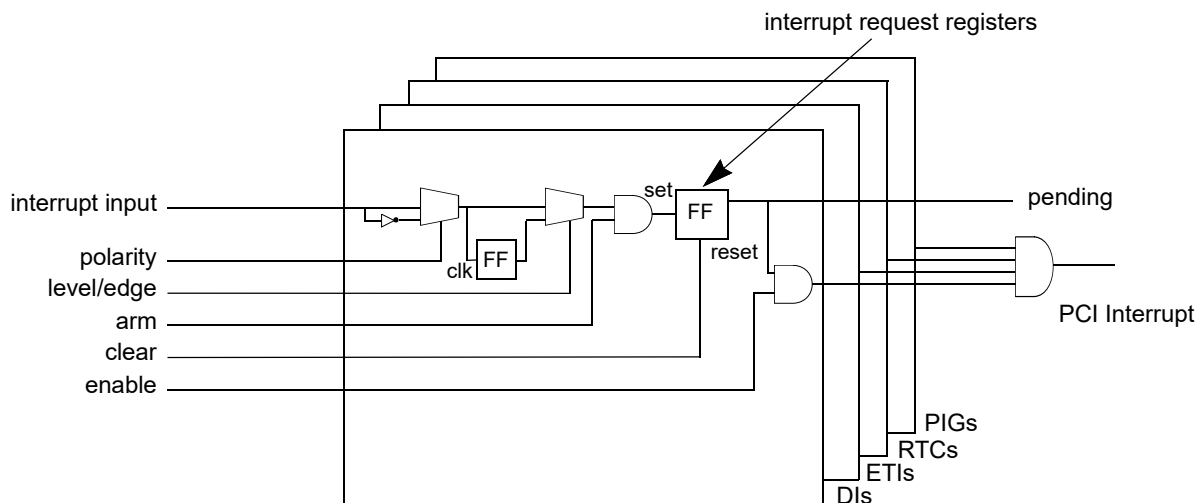 interrupt request registers
interrupt input
set
FF
pending
reset
polarity
clk
FF
level/edge
arm
PCI Interrupt
clear
enable
PIGs
RTCs
ETIs
DIs